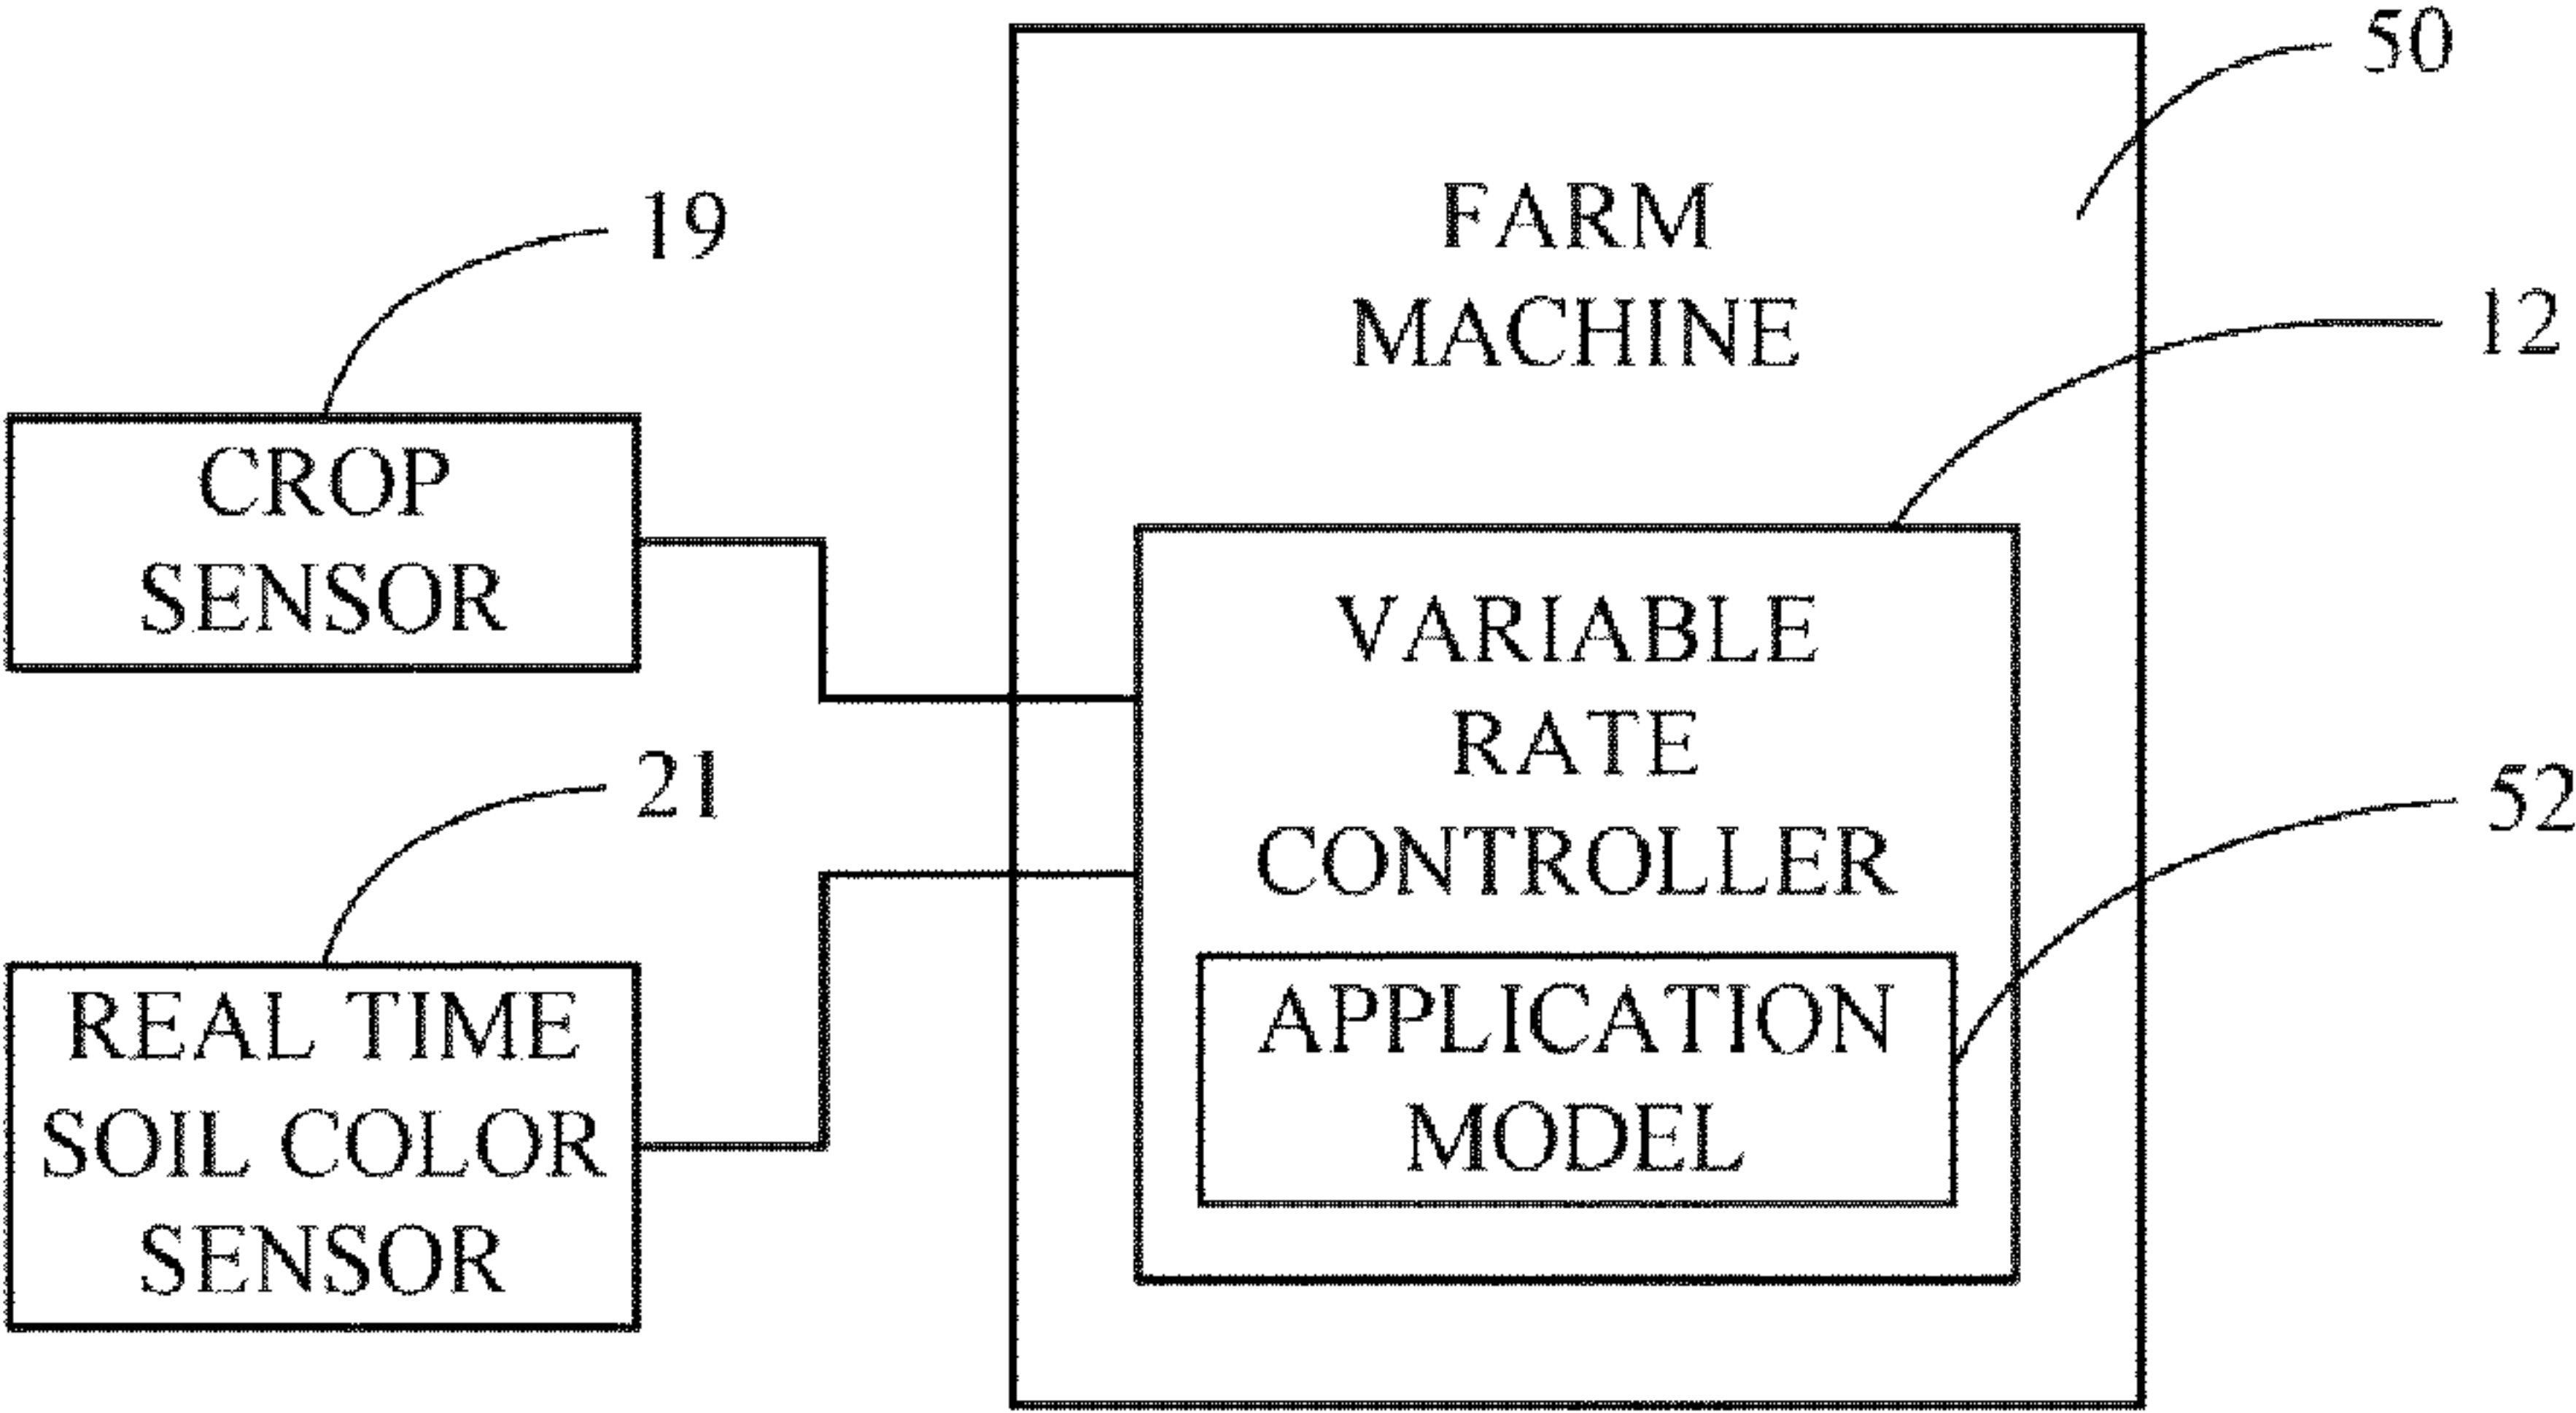 50
FARM
MACHINE
19
12
CROP
SENSOR
VARIABLE
RATE
CONTROLLER
21
52
REAL TIME
SOIL COLOR
SENSOR
APPLICATION
MODEL